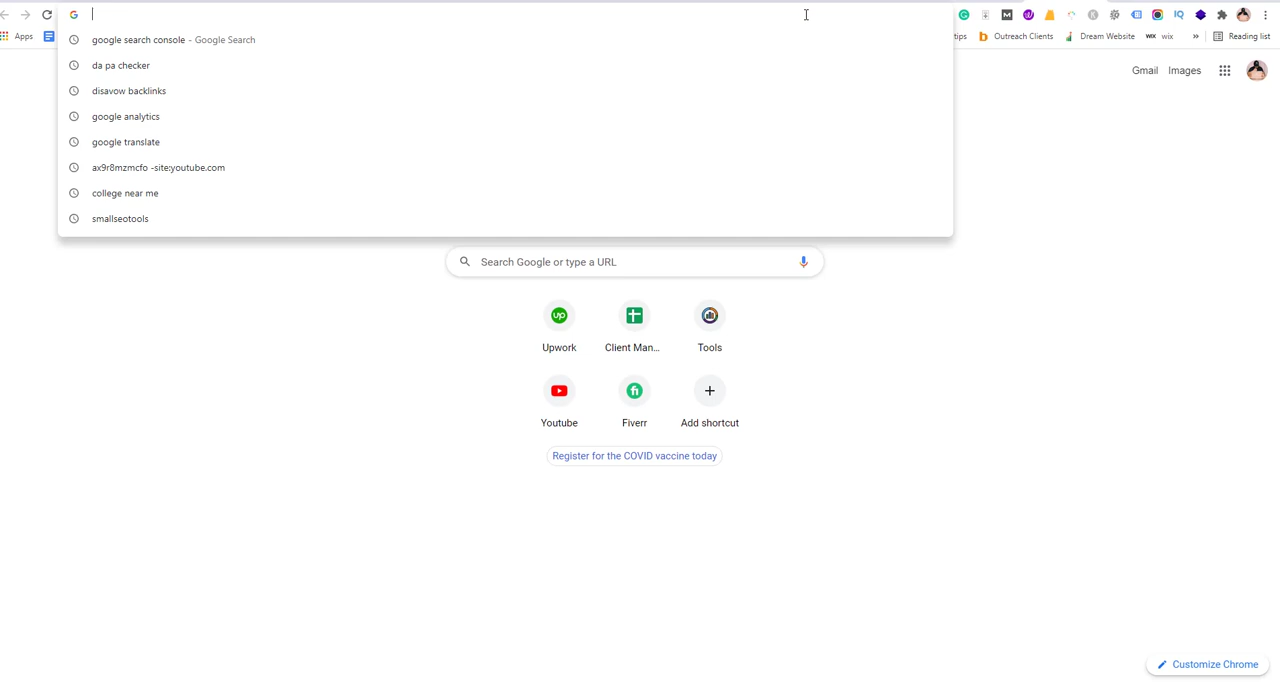 google search console - Google Search
da pa checker
disavow backlinks
google analytics
google translate
ax9r8mzmcfo -site:youtube.com
college near me
smallseotools
Apps
tips
Outreach Clients
Dream Website
WIX wix
»
Reading list
Gmail Images
Search Google or type a URL
Upwork
Client Man...
Tools
Youtube
Fiverr
Add shortcut
Register for the COVID vaccine today
Customize Chrome